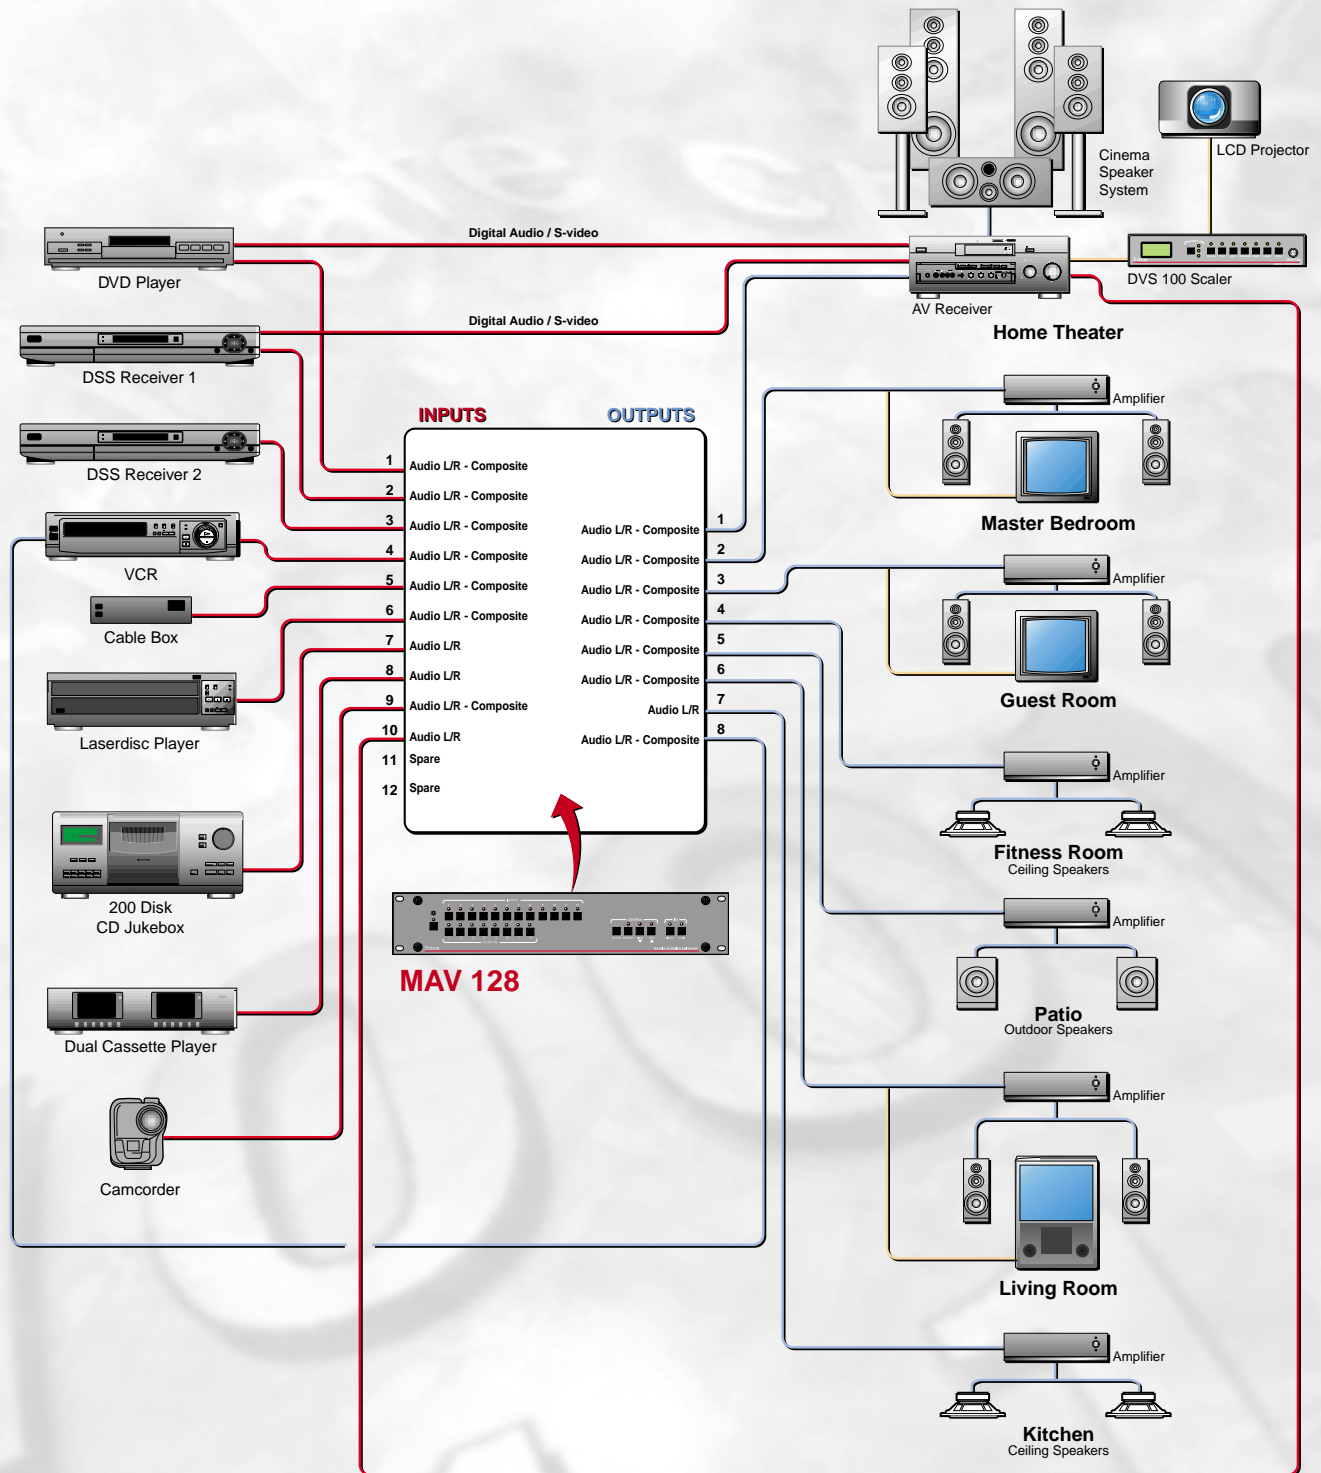 Cinema
Speaker
System
LCD Projector
Digital Audio / S-video
DVD Player
AV Receiver
DVS 100 Scaler
Home Theater
Digital Audio / S-video
DSS Receiver 1
Amplifier
INPUTS
OUTPUTS
DSS Receiver 2
Master Bedroom
1 Audio L/R - Composite
2 Audio L/R - Composite
3 Audio L/R - Composite
4 Audio L/R - Composite
5 Audio L/R - Composite
6 Audio L/R - Composite
7 Audio L/R
8 Audio L/R
9 Audio L/R - Composite
10 Audio L/R
11 Spare
12 Spare
Audio L/R - Composite 1
Audio L/R - Composite 2
Audio L/R - Composite 3
Audio L/R - Composite 4
Audio L/R - Composite 5
Audio L/R - Composite 6
Audio L/R 7
Audio L/R - Composite 8
VCR
Cable Box
Laserdisc Player
200 Disk
CD Jukebox
Dual Cassette Player
Camcorder
MAV 128
Amplifier
Guest Room
Amplifier
Fitness Room
Ceiling Speakers
Amplifier
Patio
Outdoor Speakers
Amplifier
Living Room
Amplifier
Kitchen
Ceiling Speakers